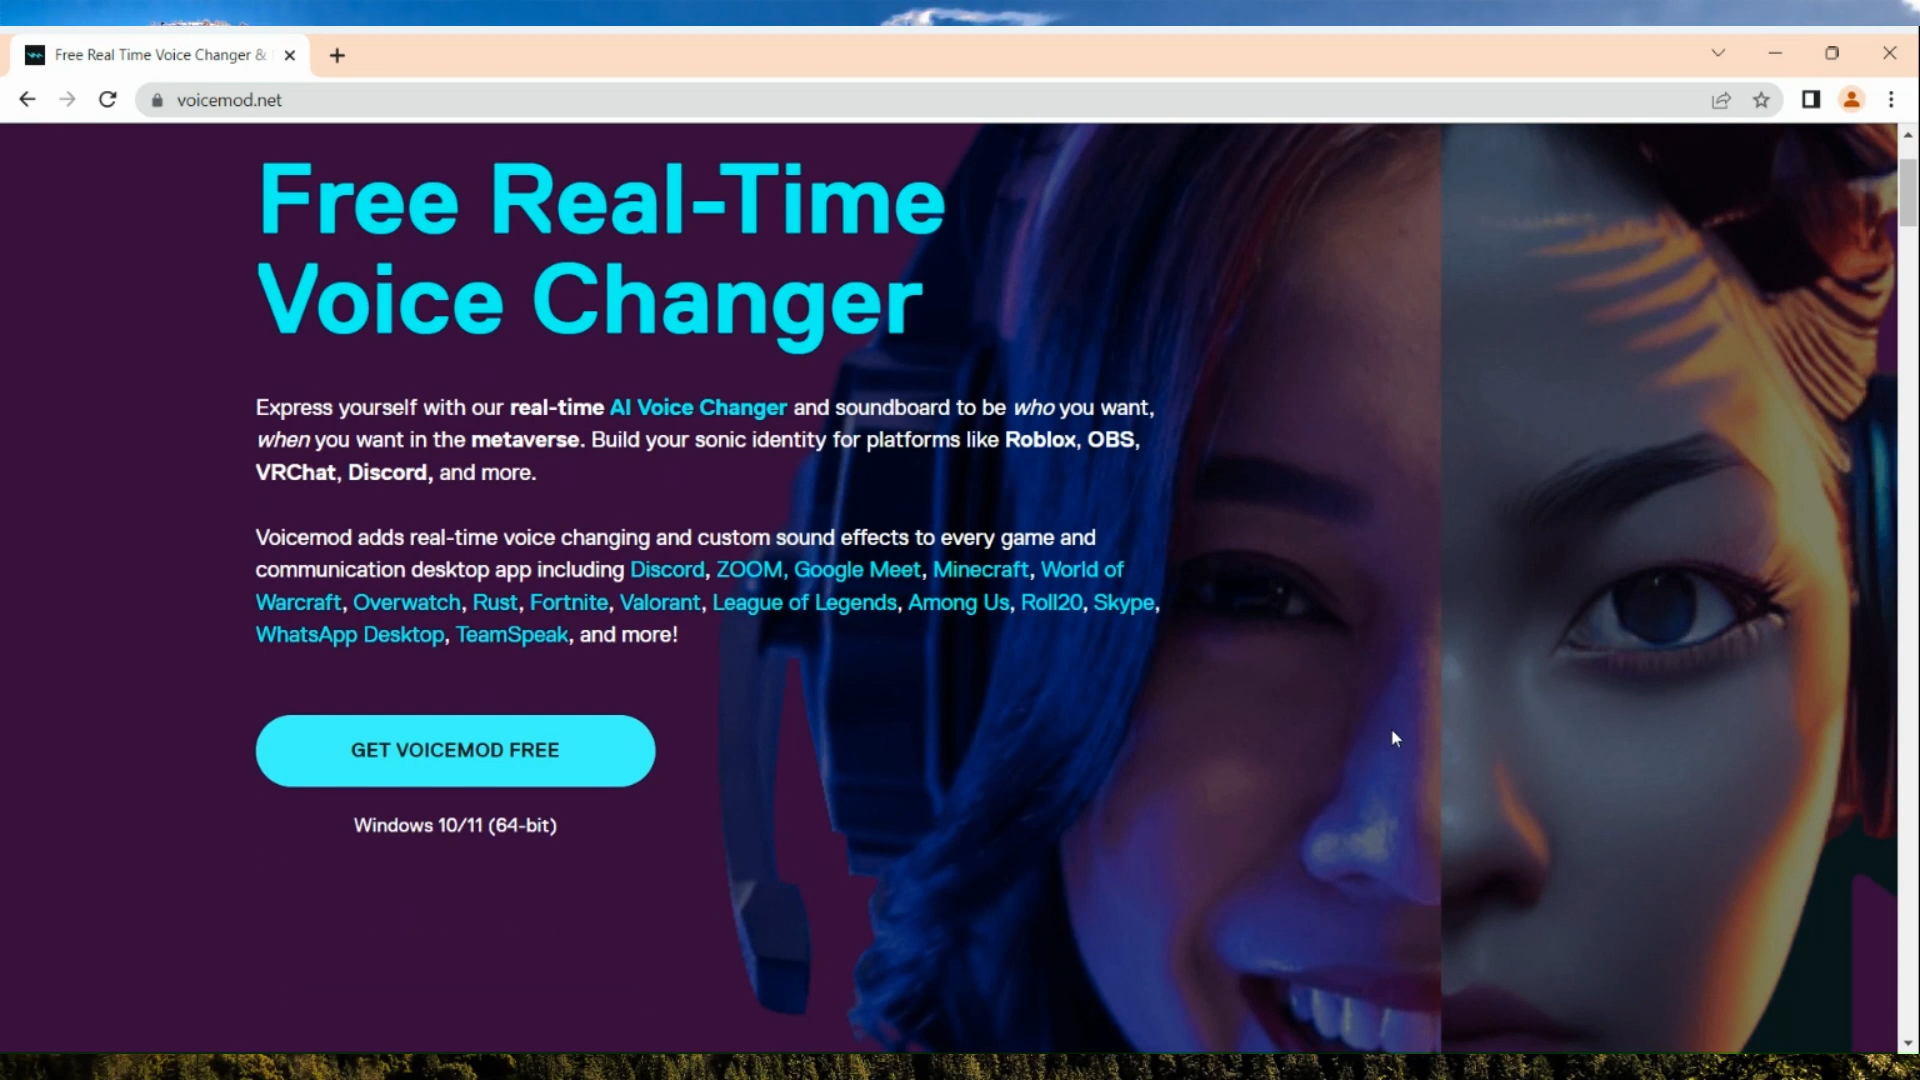 Free Real Time Voice Changer &
voicemod.net
Free Real-Time
Voice Changer
Express yourself with our real-time AI Voice Changer and soundboard to be who you want,
when you want in the metaverse. Build your sonic identity for platforms like Roblox, OBS,
VRChat, Discord, and more.
Voicemod adds real-time voice changing and custom sound effects to every game and
communication desktop app including Discord, ZOOM, Google Meet, Minecraft, World of
Warcraft, Overwatch, Rust, Fortnite, Valorant, League of Legends, Among Us, Roll20, Skype,
WhatsApp Desktop, TeamSpeak, and more!
GET VOICEMOD FREE
Windows 10/11 (64-bit)